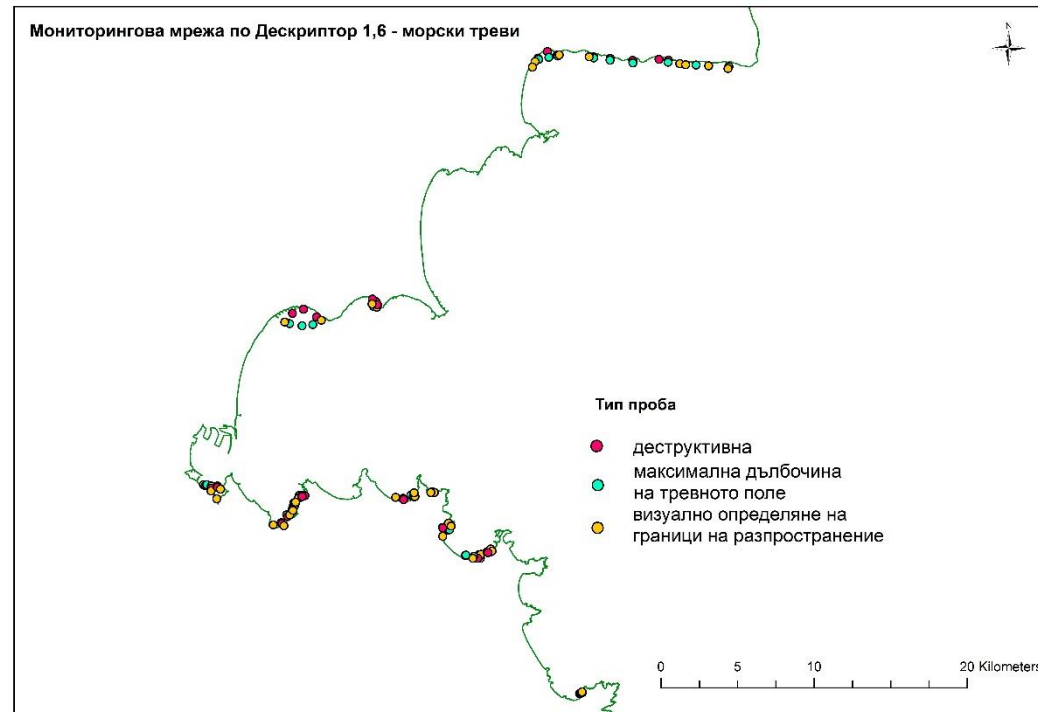 Мониторингова мрежа по Дескриптор 1,6 - морски треви
N
Тип проба
деструктивна
максимална дълбочина
на тревното поле
визуално определяне на
граници на разпространение
0 5 10 20 Kilometers